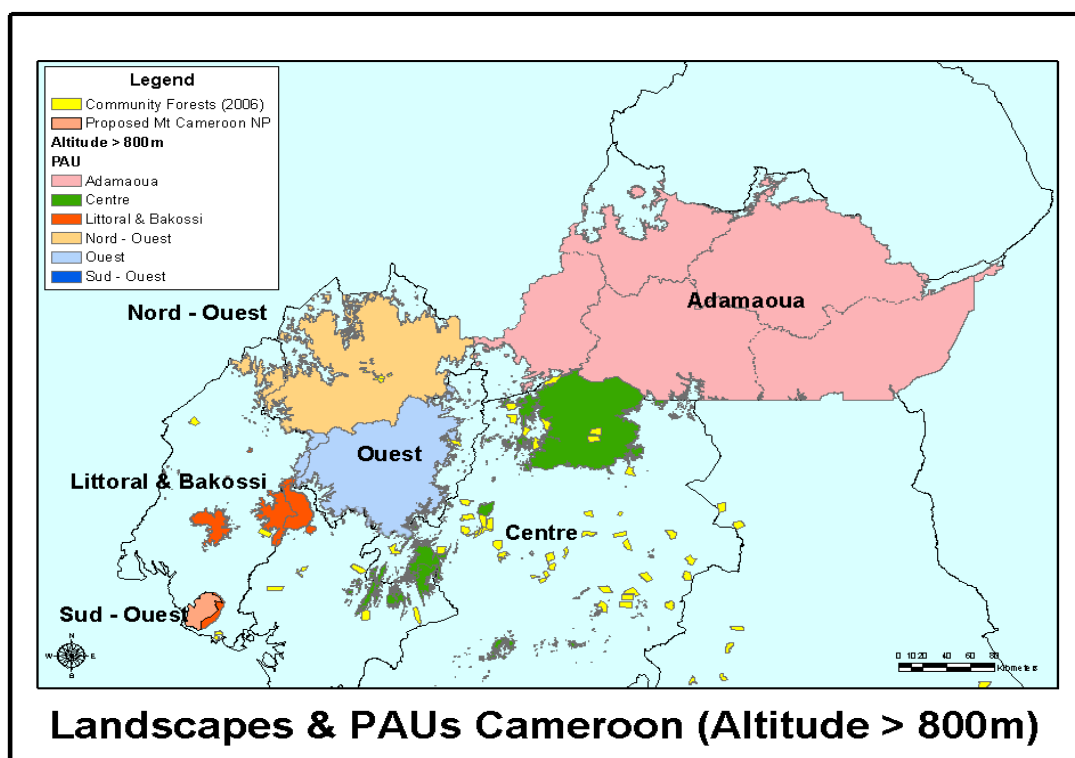 Legend
Community Forests (2006)
Proposed Mt Cameroon NP
Altitude > 800m
PAU
Adamaoua
Centre
Littoral & Bakossi
Nord - Ouest
Ouest
Sud - Ouest
Nord - Ouest
Adamaoua
Ouest
Littoral & Bakossi
Centre
Sud - Ouest
N
W E
S
0 10 20 40 60 80
Kilometers
Landscapes & PAUs Cameroon (Altitude > 800m)